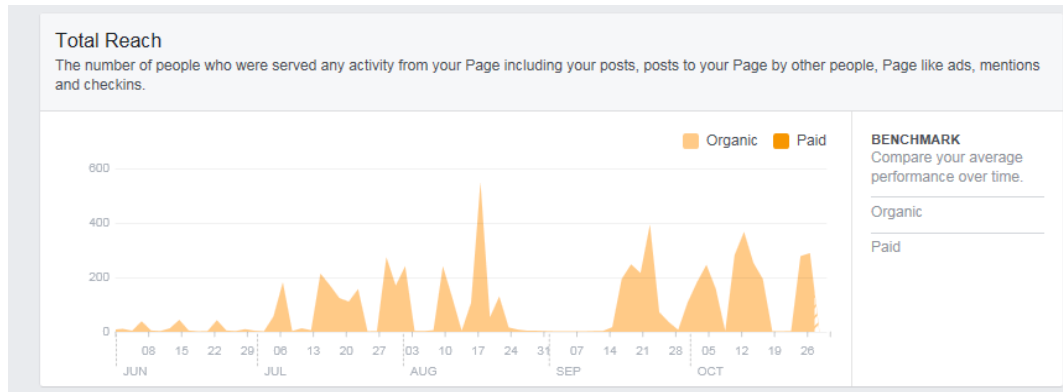 Total Reach
The number of people who were served any activity from your Page including your posts, posts to your Page by other people, Page like ads, mentions
and checkins.
Organic Paid
BENCHMARK
Compare your average
performance over time.
Organic
Paid
600
400
200
0
08 15 22 29 06 13 20 27 03 10 17 24 31 07 14 21 28 05 12 19 26
JUN JUL AUG SEP OCT